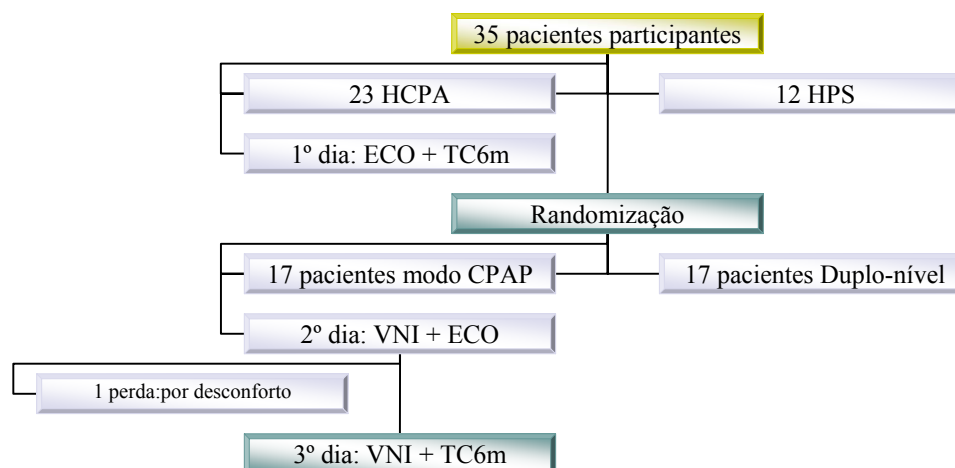 35 pacientes participantes
23 HCPA
12 HPS
1º dia: ECO + TC6m
Randomização
17 pacientes modo CPAP
17 pacientes Duplo-nível
2º dia: VNI + ECO
1 perda:por desconforto
3º dia: VNI + TC6m